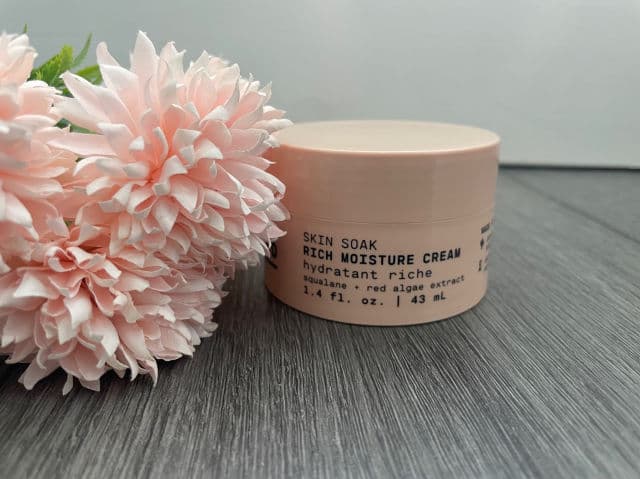 SKIN SOAK
RICH MOISTURE CREAM
hydratant riche
squalane + red algae extract
1.4 fl. oz. | 43 mL